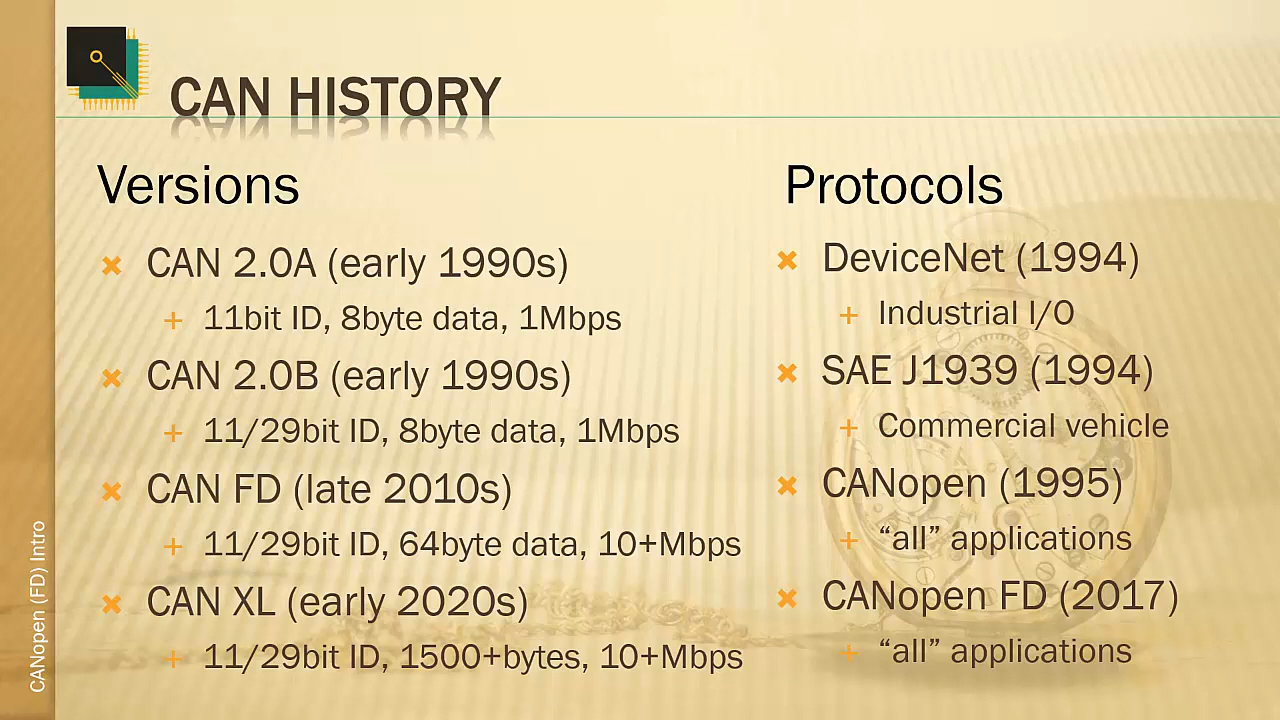 CAN HISTORY
Versions
CAN 2.0A (early 1990s)
11bit ID, 8byte data, 1Mbps
CAN 2.0B (early 1990s)
11/29bit ID, 8byte data, 1Mbps
CAN FD (late 2010s)
11/29bit ID, 64byte data, 10+Mbps
CAN XL (early 2020s)
11/29bit ID, 1500+bytes, 10+Mbps
Protocols
DeviceNet (1994)
Industrial I/O
SAE J1939 (1994)
Commercial vehicle
CANopen (1995)
“all” applications
CANopen FD (2017)
“all” applications
CANopen (FD) Intro